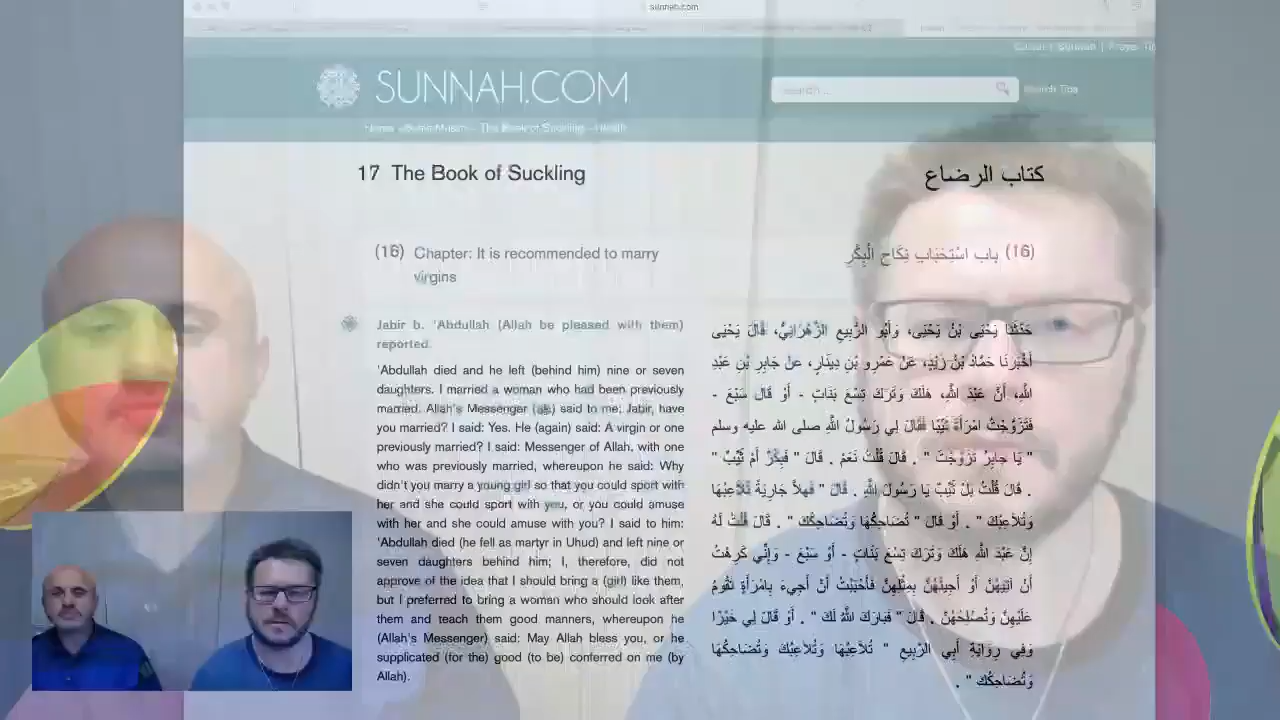 sunnah.com
SUNNAH.COM
search ...
Search Tips
Home » Sahih Muslim » The Book of Suckling » Hadith
17 The Book of Suckling
كتاب الرضاع
(16) Chapter: It is recommended to marry
virgins
(16) باب اسْتِحْبَابِ نِكَاحِ الْبِكْرِ
Jabir b. 'Abdullah (Allah be pleased with them)
reported.
'Abdullah died and he left (behind him) nine or seven
daughters. I married a woman who had been previously
married. Allah's Messenger (ﷺ) said to me: Jabir, have
you married? I said: Yes. He (again) said: A virgin or one
previously married? I said: Messenger of Allah, with one
who was previously married, whereupon he said: Why
didn't you marry a young girl so that you could sport with
her and she could sport with you, or you could amuse
with her and she could amuse with you? I said to him:
'Abdullah died (he fell as martyr in Uhud) and left nine or
seven daughters behind him; I, therefore, did not
approve of the idea that I should bring a (girl) like them,
but I preferred to bring a woman who should look after
them and teach them good manners, whereupon he
(Allah's Messenger) said: May Allah bless you, or he
supplicated (for the) good (to be) conferred on me (by
Allah).
حَدَّثَنَا يَحْيَى بْنُ يَحْيَى، وَأَبُو الرَّبِيعِ الزَّهْرَانِيُّ، قَالَ يَحْيَى
أَخْبَرَنَا حَمَّادُ بْنُ زَيْدٍ، عَنْ عَمْرِو بْنِ دِينَارٍ، عَنْ جَابِرِ بْنِ عَبْدِ
اللَّهِ، أَنَّ عَبْدَ اللَّهِ، هَلَكَ وَتَرَكَ تِسْعَ بَنَاتٍ - أَوْ قَالَ سَبْعَ -
فَتَزَوَّجْتُ امْرَأَةً ثَيِّبًا فَقَالَ لِي رَسُولُ اللَّهِ صلى الله عليه وسلم
" يَا جَابِرُ تَزَوَّجْتَ " . قَالَ قُلْتُ نَعَمْ . قَالَ " فَبِكْرٌ أَمْ ثَيِّبٌ "
. قَالَ قُلْتُ بَلْ ثَيِّبٌ يَا رَسُولَ اللَّهِ . قَالَ " فَهَلاَّ جَارِيَةً تُلاَعِبُهَا
وَتُلاَعِبُكَ " . أَوْ قَالَ " تُضَاحِكُهَا وَتُضَاحِكُكَ " . قَالَ قُلْتُ لَهُ
إِنَّ عَبْدَ اللَّهِ هَلَكَ وَتَرَكَ تِسْعَ بَنَاتٍ - أَوْ سَبْعَ - وَإِنِّي كَرِهْتُ
أَنْ آتِيَهُنَّ أَوْ أَجِيئَهُنَّ بِمِثْلِهِنَّ فَأَحْبَبْتُ أَنْ أَجِيءَ بِامْرَأَةٍ تَقُومُ
عَلَيْهِنَّ وَتُصْلِحُهُنَّ . قَالَ " فَبَارَكَ اللَّهُ لَكَ " . أَوْ قَالَ لِي خَيْرًا
وَفِي رِوَايَةِ أَبِي الرَّبِيعِ " تُلاَعِبُهَا وَتُلاَعِبُكَ وَتُضَاحِكُهَا
وَتُضَاحِكُكَ " .